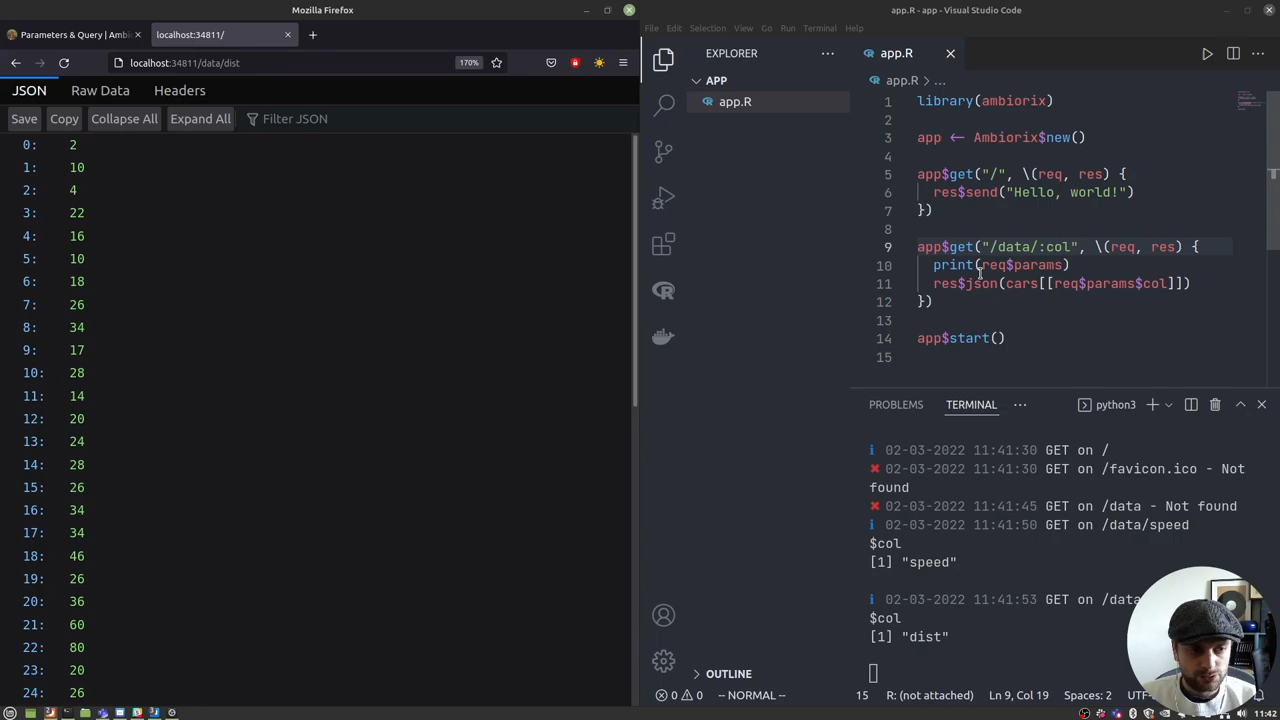 Mozilla Firefox
Parameters & Query | Ambi
localhost:34811/
localhost:34811/data/dist
170%
JSON
Raw Data
Headers
Save
Copy
Collapse All
Expand All
Filter JSON
0: 2
1: 10
2: 4
3: 22
4: 16
5: 10
6: 18
7: 26
8: 34
9: 17
10: 28
11: 14
12: 20
13: 24
14: 28
15: 26
16: 34
17: 34
18: 46
19: 26
20: 36
21: 60
22: 80
23: 20
24: 26
app.R - app - Visual Studio Code
File Edit Selection View Go Run Terminal Help
EXPLORER
APP
app.R
OUTLINE
app.R
app.R > ...
1 library(ambiorix)
2
3 app <- Ambiorix$new()
4
5 app$get("/", \(req, res) {
6 res$send("Hello, world!")
7 })
8
9 app$get("/data/:col", \(req, res) {
10 print(req$params)
11 res$json(cars[[req$params$col]])
12 })
13
14 app$start()
15
PROBLEMS
TERMINAL
python3
ℹ 02-03-2022 11:41:30 GET on /
✖ 02-03-2022 11:41:30 GET on /favicon.ico - Not
found
✖ 02-03-2022 11:41:45 GET on /data - Not found
ℹ 02-03-2022 11:41:50 GET on /data/speed
$col
[1] "speed"
ℹ 02-03-2022 11:41:53 GET on /data
$col
[1] "dist"
0 0 -- NORMAL -- 15 R: (not attached) Ln 9, Col 19 Spaces: 2 UTF-
11:42